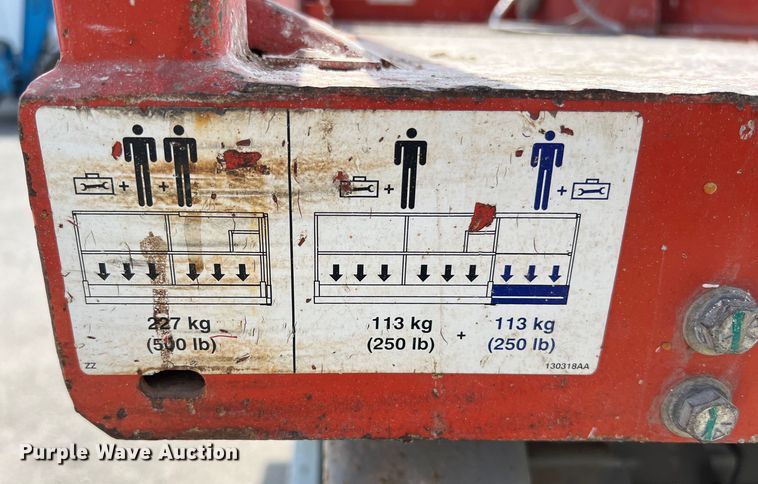 +
+
227 kg
(500 lb)
ZZ
+
+
113 kg
(250 lb)
+
113 kg
(250 lb)
130318AA
Purple Wave Auction